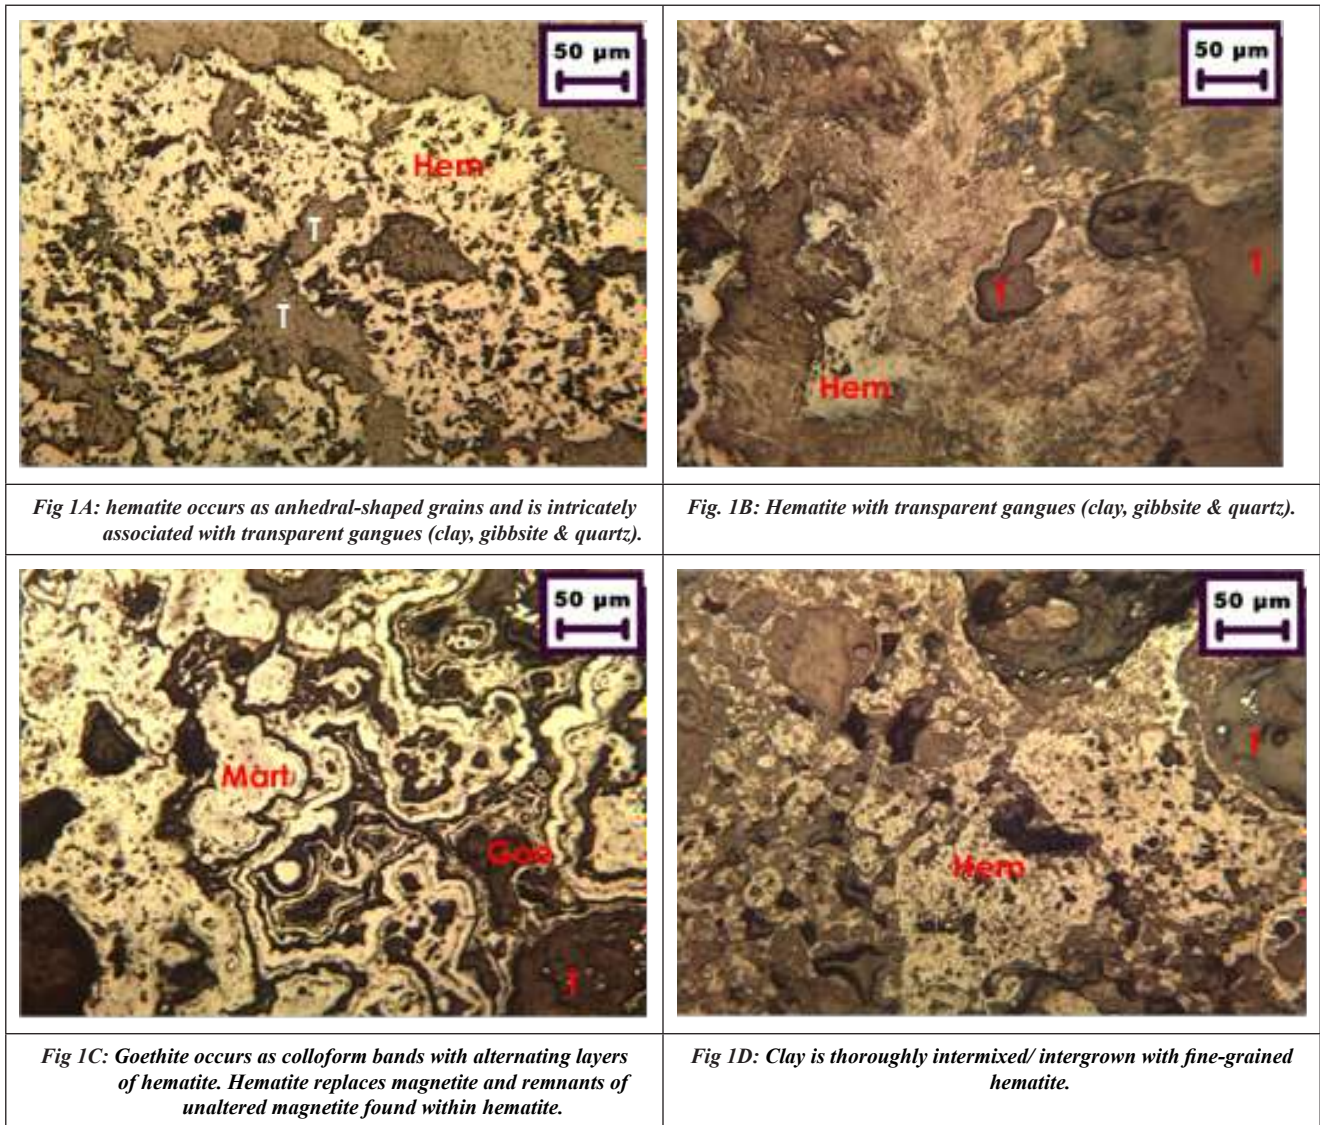 50 µm
Hem
T
T
50 µm
T
Hem
Fig 1A: hematite occurs as anhedral-shaped grains and is intricately
associated with transparent gangues (clay, gibbsite & quartz).
Fig. 1B: Hematite with transparent gangues (clay, gibbsite & quartz).
50 µm
Mart
Goe
50 µm
Hem
Fig 1C: Goethite occurs as colloform bands with alternating layers
of hematite. Hematite replaces magnetite and remnants of
unaltered magnetite found within hematite.
Fig 1D: Clay is thoroughly intermixed/ intergrown with fine-grained
hematite.